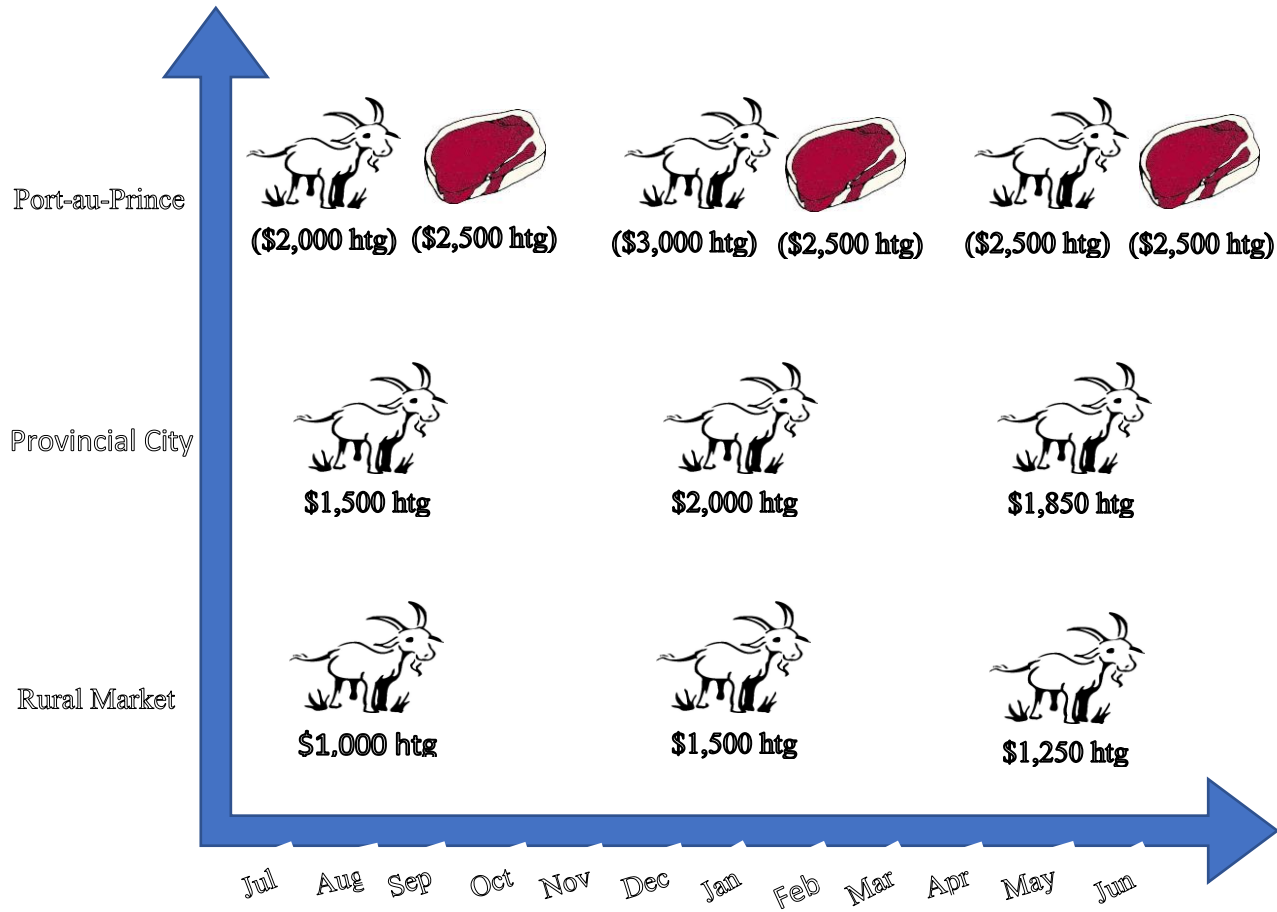 Port-au-Prince
($2,000 htg) ($2,500 htg) ($3,000 htg) ($2,500 htg) ($2,500 htg) ($2,500 htg)
Provincial City
$1,500 htg $2,000 htg $1,850 htg
Rural Market
$1,000 htg $1,500 htg $1,250 htg
Jul Aug Sep Oct Nov Dec Jan Feb Mar Apr May Jun